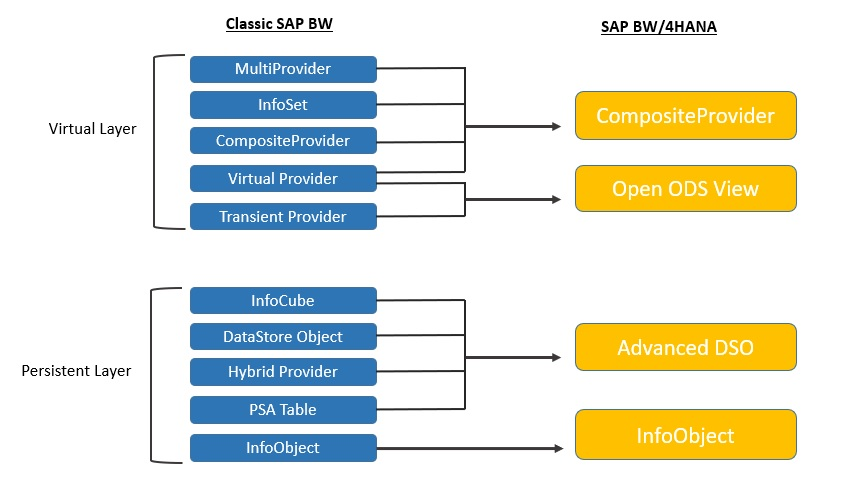 Classic SAP BW
SAP BW/4HANA
Virtual Layer
MultiProvider
InfoSet
CompositeProvider
Virtual Provider
Transient Provider
CompositeProvider
Open ODS View
Persistent Layer
InfoCube
DataStore Object
Hybrid Provider
PSA Table
InfoObject
Advanced DSO
InfoObject